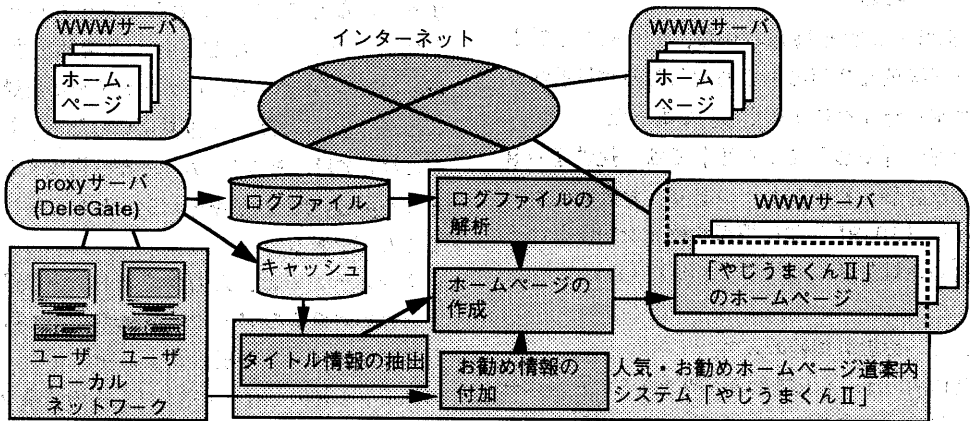 WWWサーバ
ホーム
ページ
インターネット
WWWサーバ
ホーム
ページ
proxyサーバ
(DeleGate)
ログファイル
キャッシュ
ログファイルの
解析
WWWサーバ
「やじうまくんⅡ」
のホームページ
ホームページの
作成
タイトル情報の抽出
お勧め情報の
付加
ユーザ
ユーザ
ローカル
ネットワーク
人気・お勧めホームページ道案内
システム「やじうまくんⅡ」